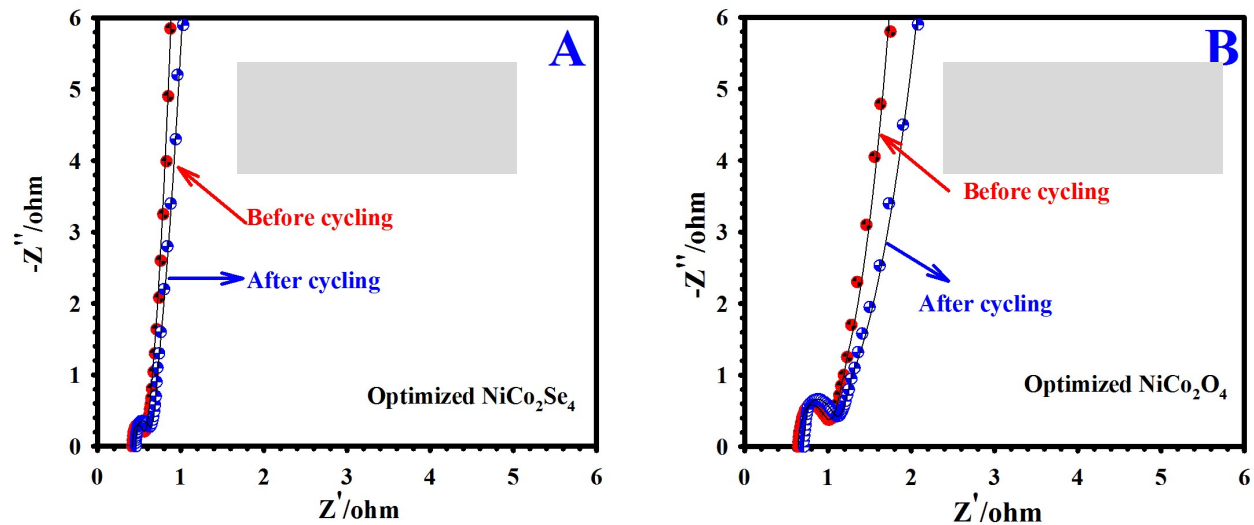 A
6
5
4
3
2
1
0
-Z''/ohm
Before cycling
After cycling
Optimized NiCo₂Se₄
0 1 2 3 4 5 6
Z'/ohm
B
6
5
4
3
2
1
0
-Z''/ohm
Before cycling
After cycling
Optimized NiCo₂O₄
0 1 2 3 4 5 6
Z'/ohm